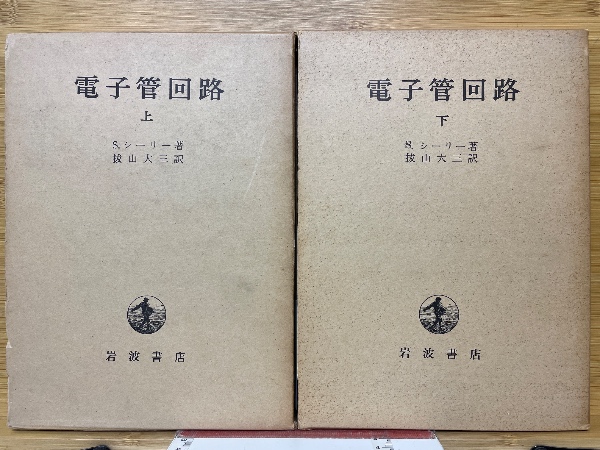 電子管回路
上
S.シーリー著
抜山大三訳
岩波書店
電子管回路
下
S.シーリー著
抜山大三訳
岩波書店